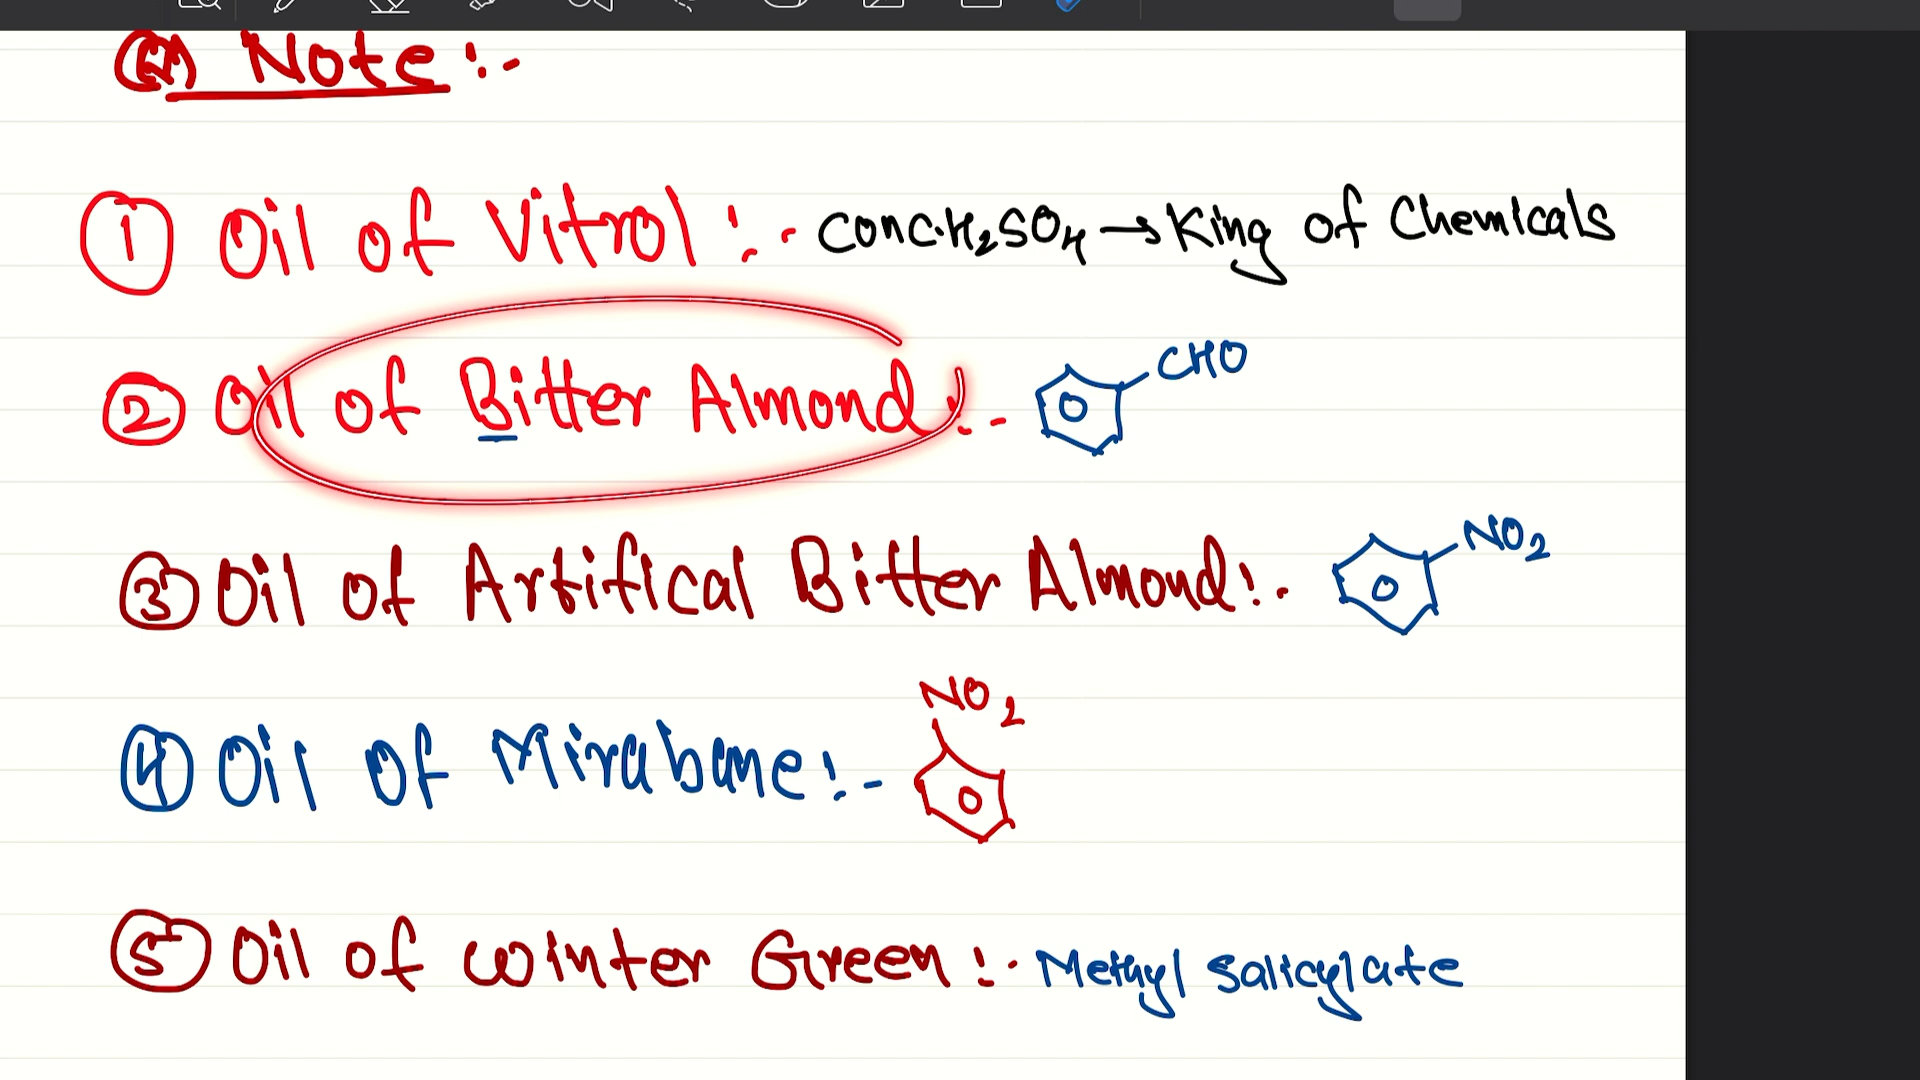 Note :-
① Oil of Vitrol :- Conc. H₂SO₄ → King of Chemicals
② Oil of Bitter Almond :- CHO
③ Oil of Artifical Bitter Almond :- NO₂
④ Oil of Mirabane :- NO₂
⑤ Oil of winter Green :- Methyl Salicylate